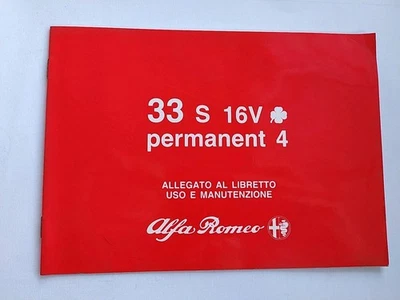 33 S 16V
permanent 4
ALLEGATO AL LIBRETTO
USO E MANUTENZIONE
Alfa Romeo